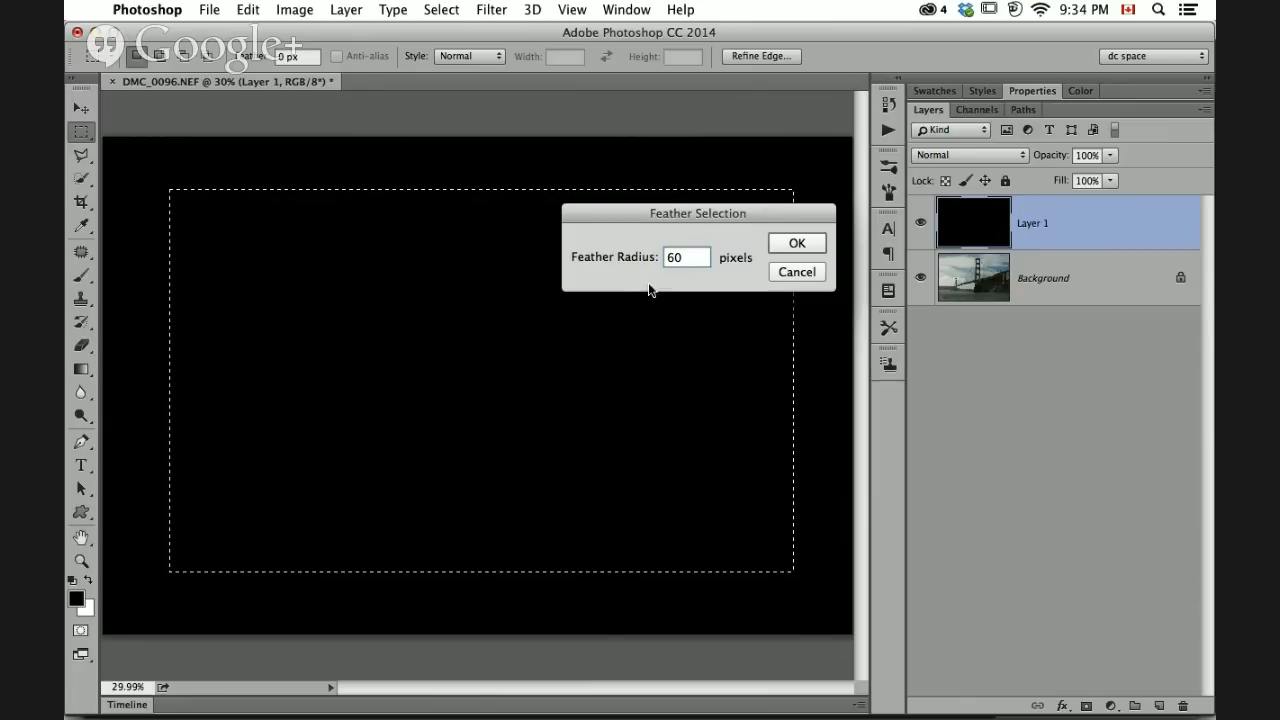 Photoshop File Edit Image Layer Type Select Filter 3D View Window Help 4 9:34 PM
Adobe Photoshop CC 2014
Google+
0 px Anti-alias Style: Normal Width: Height: Refine Edge... dc space
× DMC_0096.NEF @ 30% (Layer 1, RGB/8*) *
Swatches Styles Properties Color
Layers Channels Paths
Kind
Normal Opacity: 100%
Lock: Fill: 100%
Layer 1
Background
Feather Selection
Feather Radius: 60 pixels
OK
Cancel
29.99%
Timeline